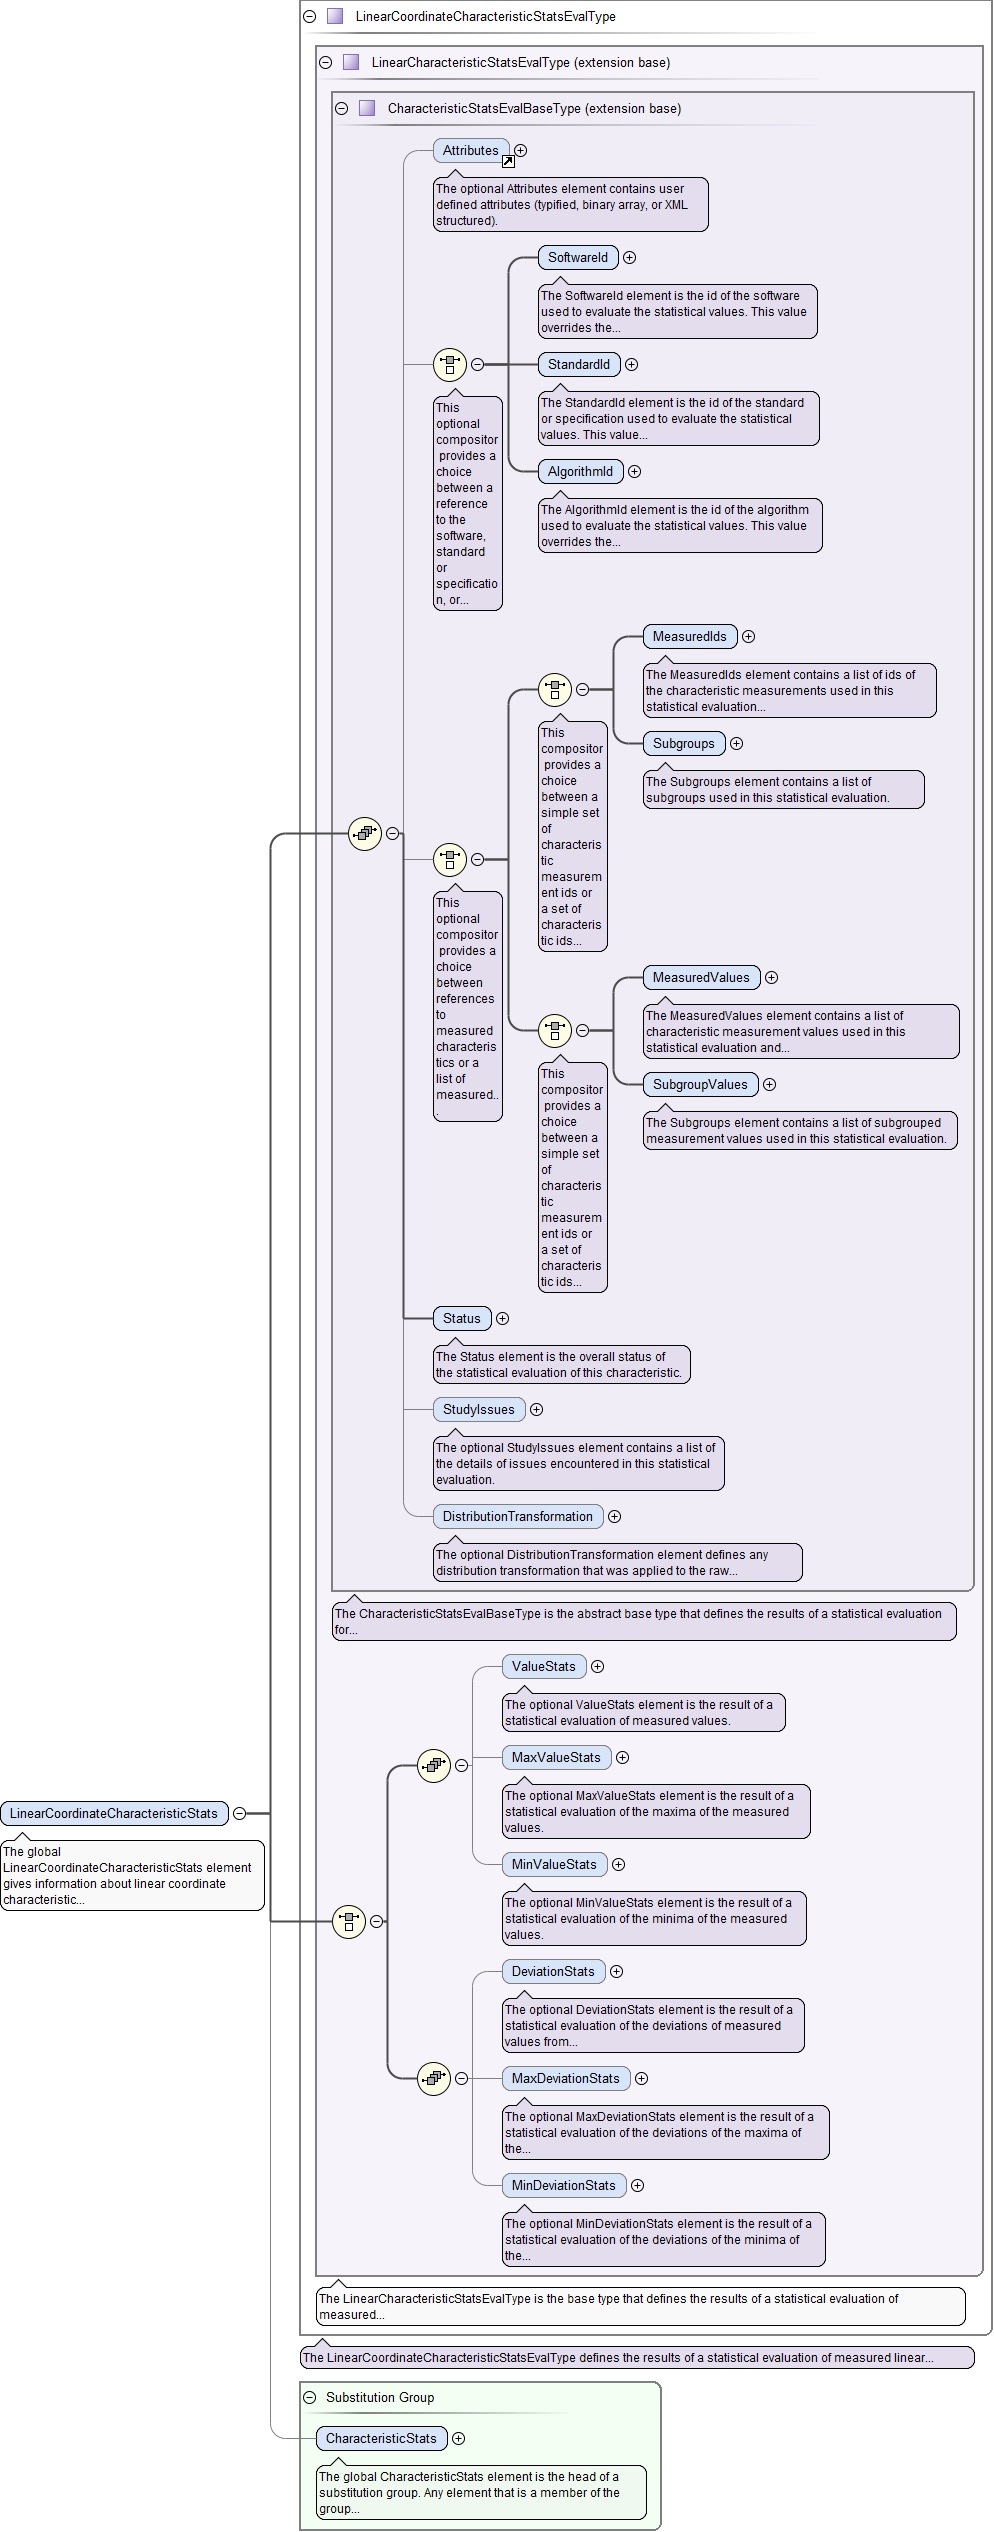 LinearCoordinateCharacteristicStatsEvalType
LinearCharacteristicStatsEvalType (extension base)
CharacteristicStatsEvalBaseType (extension base)
Attributes
The optional Attributes element contains user
defined attributes (typified, binary array, or XML
structured).
SoftwareId
The SoftwareId element is the id of the software
used to evaluate the statistical values. This value
overrides the...
StandardId
The StandardId element is the id of the standard
or specification used to evaluate the statistical
values. This value...
AlgorithmId
The AlgorithmId element is the id of the algorithm
used to evaluate the statistical values. This value
overrides the...
This
optional
compositor
provides a
choice
between a
reference
to the
software,
standard
or
specificatio
n, or...
MeasuredIds
The MeasuredIds element contains a list of ids of
the characteristic measurements used in this
statistical evaluation...
Subgroups
The Subgroups element contains a list of
subgroups used in this statistical evaluation.
This
compositor
provides a
choice
between a
simple set
of
characteris
tic
measurem
ent ids or
a set of
characteris
tic ids...
This
optional
compositor
provides a
choice
between
references
to
measured
characteris
tics or a
list of
measured..
.
MeasuredValues
The MeasuredValues element contains a list of
characteristic measurement values used in this
statistical evaluation and...
SubgroupValues
The Subgroups element contains a list of subgrouped
measurement values used in this statistical evaluation.
This
compositor
provides a
choice
between a
simple set
of
characteris
tic
measurem
ent ids or
a set of
characteris
tic ids...
Status
The Status element is the overall status of
the statistical evaluation of this characteristic.
StudyIssues
The optional StudyIssues element contains a list of
the details of issues encountered in this statistical
evaluation.
DistributionTransformation
The optional DistributionTransformation element defines any
distribution transformation that was applied to the raw...
The CharacteristicStatsEvalBaseType is the abstract base type that defines the results of a statistical evaluation
for...
ValueStats
The optional ValueStats element is the result of a
statistical evaluation of measured values.
MaxValueStats
The optional MaxValueStats element is the result of a
statistical evaluation of the maxima of the measured
values.
MinValueStats
The optional MinValueStats element is the result of a
statistical evaluation of the minima of the measured
values.
LinearCoordinateCharacteristicStats
The global
LinearCoordinateCharacteristicStats element
gives information about linear coordinate
characteristic...
DeviationStats
The optional DeviationStats element is the result of a
statistical evaluation of the deviations of measured
values from...
MaxDeviationStats
The optional MaxDeviationStats element is the result of a
statistical evaluation of the deviations of the maxima of
the...
MinDeviationStats
The optional MinDeviationStats element is the result of a
statistical evaluation of the deviations of the minima of
the...
The LinearCharacteristicStatsEvalType is the base type that defines the results of a statistical evaluation of
measured...
The LinearCoordinateCharacteristicStatsEvalType defines the results of a statistical evaluation of measured linear...
Substitution Group
CharacteristicStats
The global CharacteristicStats element is the head of a
substitution group. Any element that is a member of the
group...